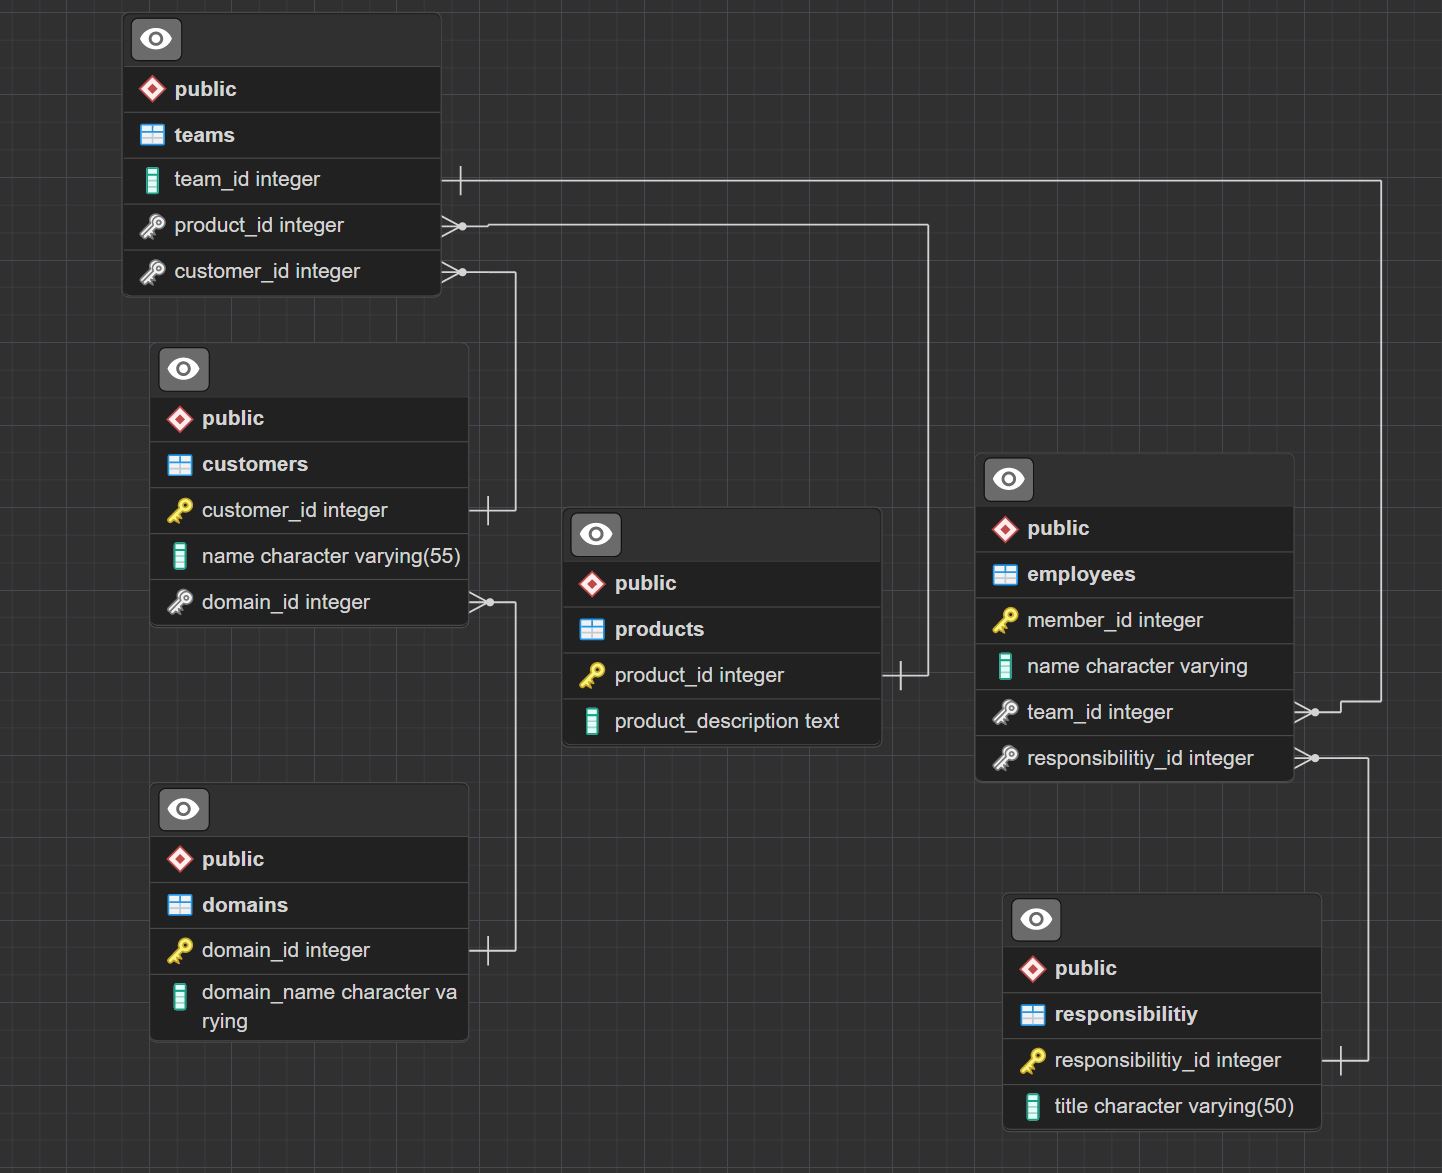 public
teams
team_id integer
product_id integer
customer_id integer
public
customers
customer_id integer
name character varying(55)
domain_id integer
public
products
product_id integer
product_description text
public
employees
member_id integer
name character varying
team_id integer
responsibilitiy_id integer
public
domains
domain_id integer
domain_name character va
rying
public
responsibilitiy
responsibilitiy_id integer
title character varying(50)